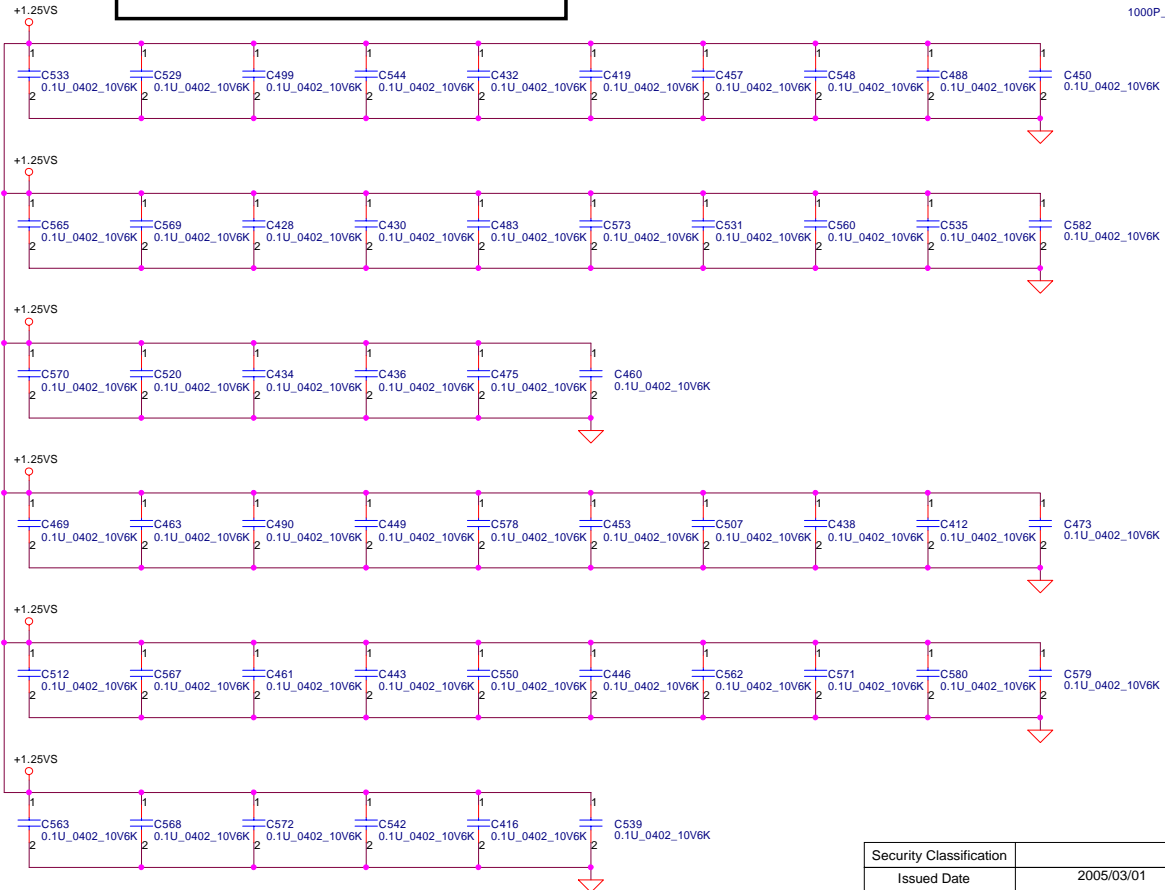 +1.25VS
1000P_
1 1 1 1 1 1 1 1 1 1
C533 C529 C499 C544 C432 C419 C457 C548 C488 C450
0.1U_0402_10V6K 0.1U_0402_10V6K 0.1U_0402_10V6K 0.1U_0402_10V6K 0.1U_0402_10V6K 0.1U_0402_10V6K 0.1U_0402_10V6K 0.1U_0402_10V6K 0.1U_0402_10V6K 0.1U_0402_10V6K
2 2 2 2 2 2 2 2 2 2
+1.25VS
1 1 1 1 1 1 1 1 1 1
C565 C569 C428 C430 C483 C573 C531 C560 C535 C582
0.1U_0402_10V6K 0.1U_0402_10V6K 0.1U_0402_10V6K 0.1U_0402_10V6K 0.1U_0402_10V6K 0.1U_0402_10V6K 0.1U_0402_10V6K 0.1U_0402_10V6K 0.1U_0402_10V6K 0.1U_0402_10V6K
2 2 2 2 2 2 2 2 2 2
+1.25VS
1 1 1 1 1 1
C570 C520 C434 C436 C475 C460
0.1U_0402_10V6K 0.1U_0402_10V6K 0.1U_0402_10V6K 0.1U_0402_10V6K 0.1U_0402_10V6K 0.1U_0402_10V6K
2 2 2 2 2 2
+1.25VS
1 1 1 1 1 1 1 1 1 1
C469 C463 C490 C449 C578 C453 C507 C438 C412 C473
0.1U_0402_10V6K 0.1U_0402_10V6K 0.1U_0402_10V6K 0.1U_0402_10V6K 0.1U_0402_10V6K 0.1U_0402_10V6K 0.1U_0402_10V6K 0.1U_0402_10V6K 0.1U_0402_10V6K 0.1U_0402_10V6K
2 2 2 2 2 2 2 2 2 2
+1.25VS
1 1 1 1 1 1 1 1 1 1
C512 C567 C461 C443 C550 C446 C562 C571 C580 C579
0.1U_0402_10V6K 0.1U_0402_10V6K 0.1U_0402_10V6K 0.1U_0402_10V6K 0.1U_0402_10V6K 0.1U_0402_10V6K 0.1U_0402_10V6K 0.1U_0402_10V6K 0.1U_0402_10V6K 0.1U_0402_10V6K
2 2 2 2 2 2 2 2 2 2
+1.25VS
1 1 1 1 1 1
C563 C568 C572 C542 C416 C539
0.1U_0402_10V6K 0.1U_0402_10V6K 0.1U_0402_10V6K 0.1U_0402_10V6K 0.1U_0402_10V6K 0.1U_0402_10V6K
2 2 2 2 2 2
Security Classification
Issued Date 2005/03/01